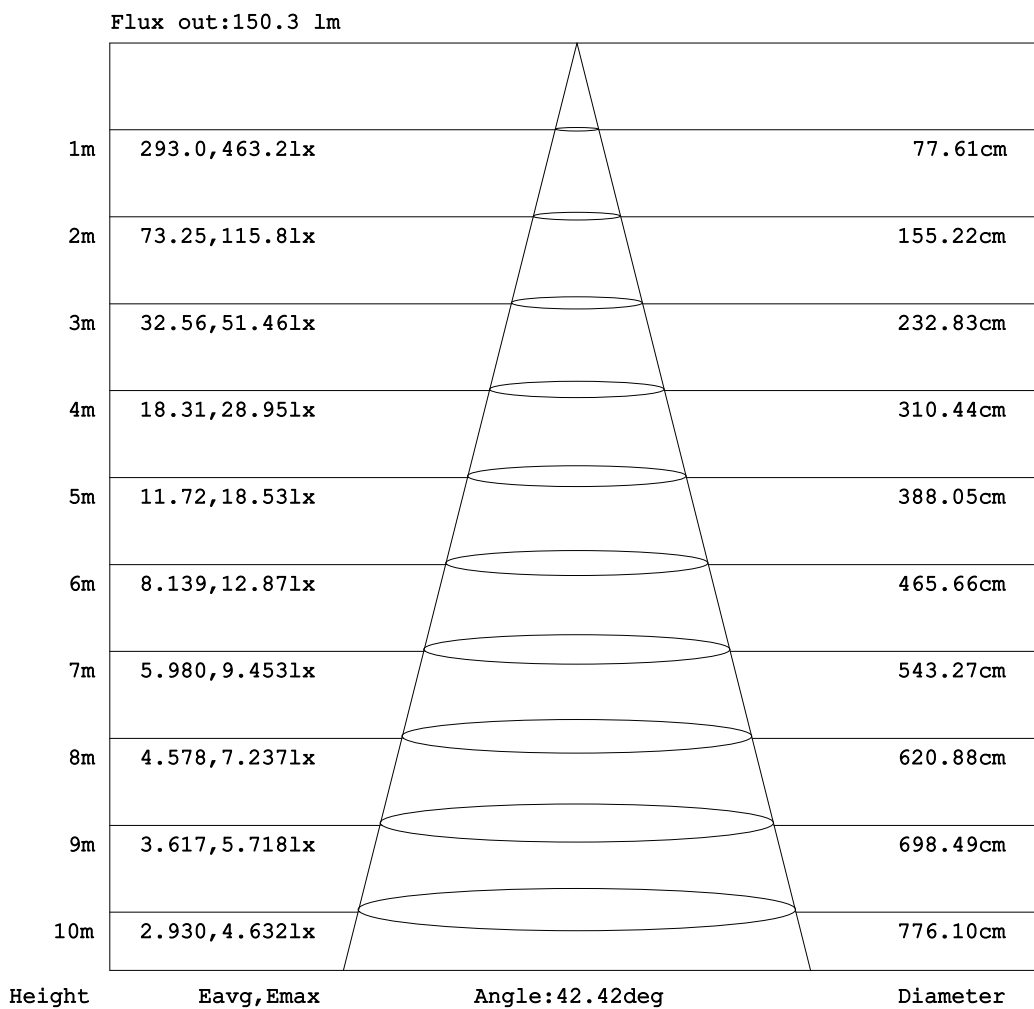 Flux out:150.3 lm
1m 293.0,463.2lx 77.61cm
2m 73.25,115.8lx 155.22cm
3m 32.56,51.46lx 232.83cm
4m 18.31,28.95lx 310.44cm
5m 11.72,18.53lx 388.05cm
6m 8.139,12.87lx 465.66cm
7m 5.980,9.453lx 543.27cm
8m 4.578,7.237lx 620.88cm
9m 3.617,5.718lx 698.49cm
10m 2.930,4.632lx 776.10cm
Height Eavg,Emax Angle:42.42deg Diameter